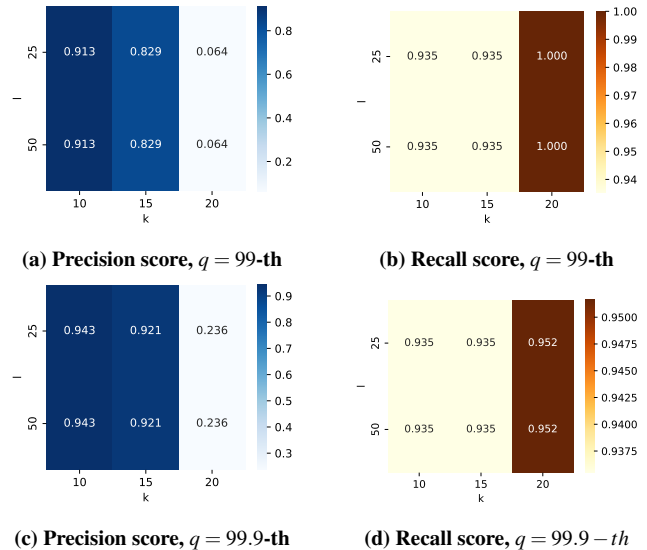 25
0.913 0.829 0.064
l
50
0.913 0.829 0.064
10 15 20
k
0.8
0.6
0.4
0.2
(a) Precision score, q = 99-th
25
0.935 0.935 1.000
l
50
0.935 0.935 1.000
10 15 20
k
1.00
0.99
0.98
0.97
0.96
0.95
0.94
(b) Recall score, q = 99-th
25
0.943 0.921 0.236
l
50
0.943 0.921 0.236
10 15 20
k
0.9
0.8
0.7
0.6
0.5
0.4
0.3
(c) Precision score, q = 99.9-th
25
0.935 0.935 0.952
l
50
0.935 0.935 0.952
10 15 20
k
0.9500
0.9475
0.9450
0.9425
0.9400
0.9375
(d) Recall score, q = 99.9 − th